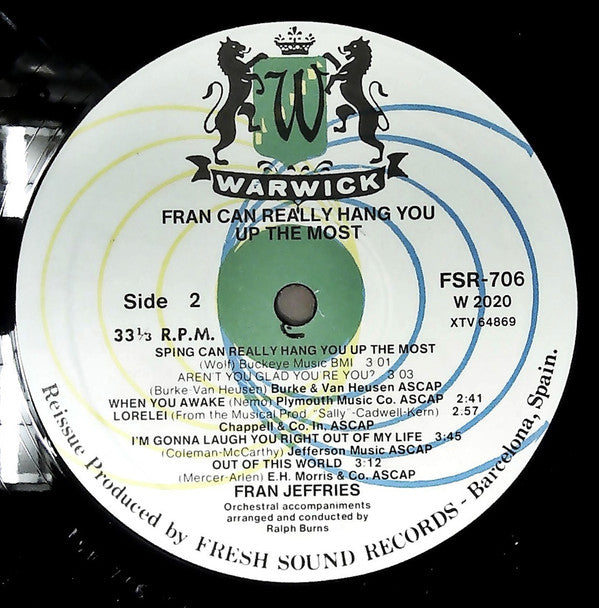 W
WARWICK
FRAN CAN REALLY HANG YOU
UP THE MOST
Side 2
33⅓ R.P.M.
FSR-706
W 2020
XTV 64869
SPING CAN REALLY HANG YOU UP THE MOST
(Wolf) Buckeye Music BMI 3:01
AREN'T YOU GLAD YOU'RE YOU? 3:03
(Burke-Van Heusen) Burke & Van Heusen ASCAP
WHEN YOU AWAKE (Nemo) Plymouth Music Co. ASCAP 2:41
LORELEI (From the Musical Prod. "Sally"-Cadwell-Kern) 2:57
Chappell & Co. In, ASCAP
I'M GONNA LAUGH YOU RIGHT OUT OF MY LIFE 3:45
(Coleman-McCarthy) Jefferson Music ASCAP
OUT OF THIS WORLD 3:12
(Mercer-Arlen) E.H. Morris & Co. ASCAP
FRAN JEFFRIES
Orchestral accompaniments
arranged and conducted by
Ralph Burns
Reissue Produced by FRESH SOUND RECORDS - Barcelona, Spain.